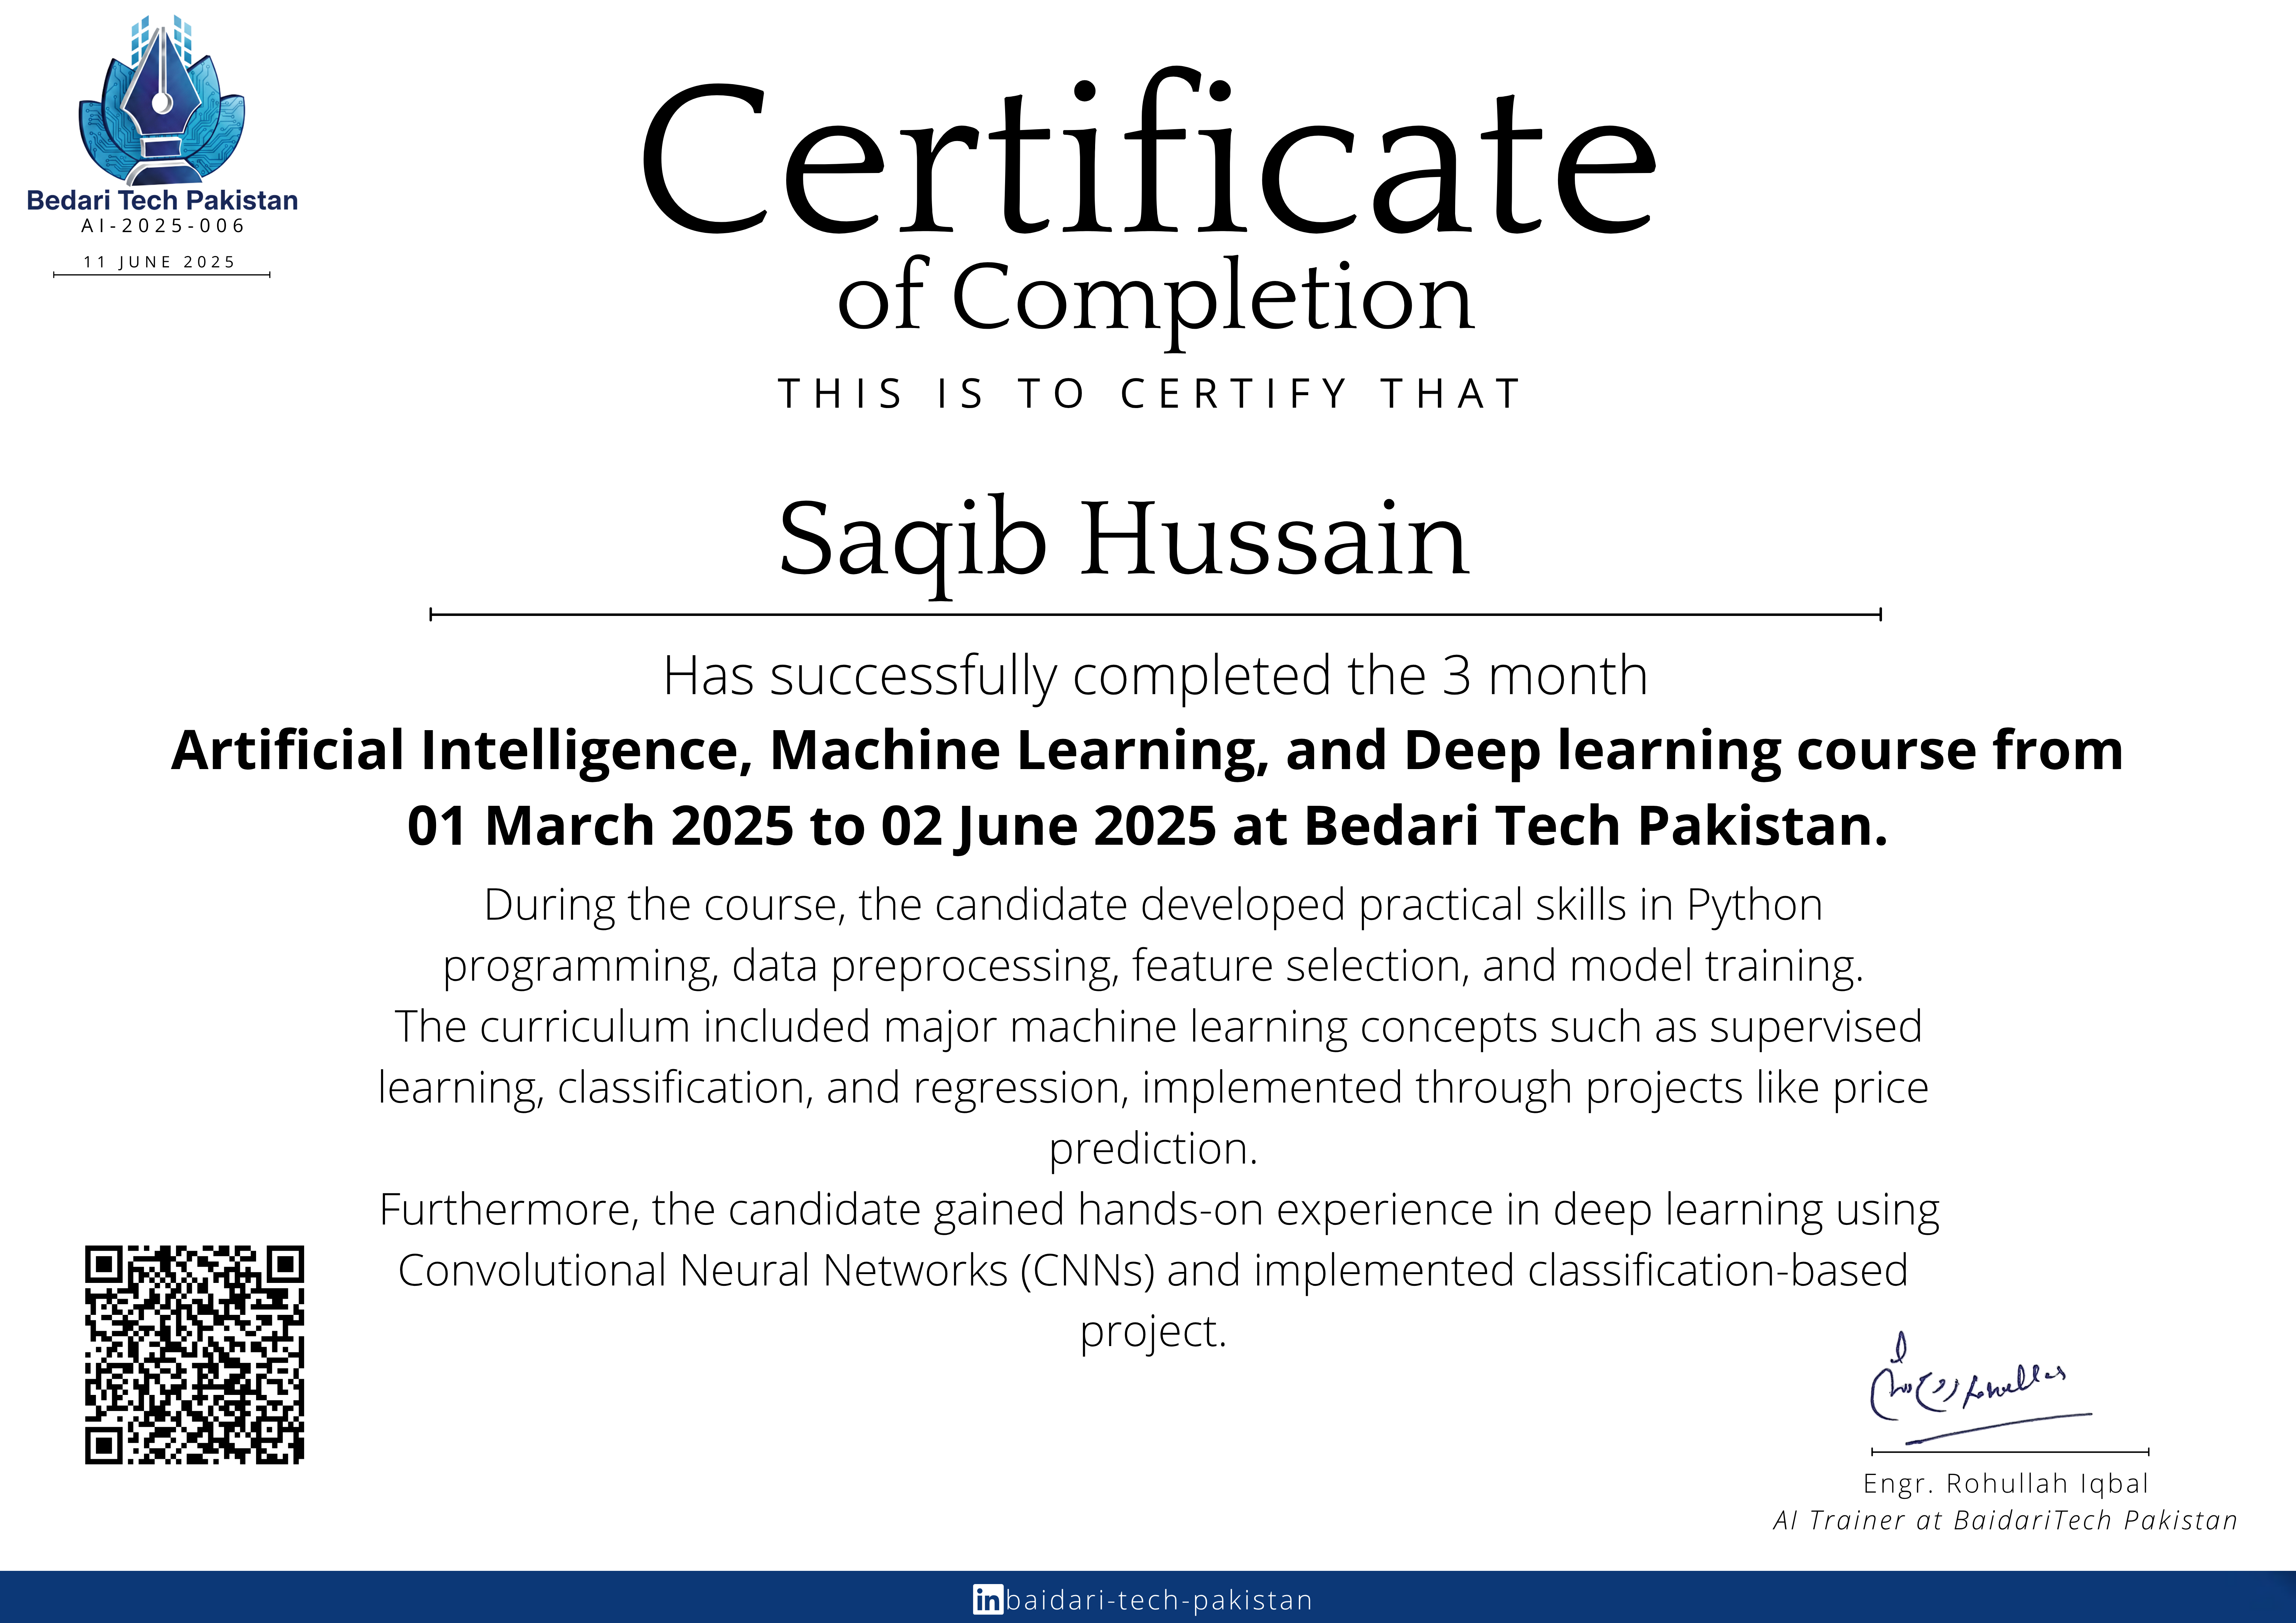 Bedari Tech Pakistan
AI-2025-006
11 JUNE 2025
Certificate
of Completion
THIS IS TO CERTIFY THAT
Saqib Hussain
Has successfully completed the 3 month
Artificial Intelligence, Machine Learning, and Deep learning course from
01 March 2025 to 02 June 2025 at Bedari Tech Pakistan.
During the course, the candidate developed practical skills in Python
programming, data preprocessing, feature selection, and model training.
The curriculum included major machine learning concepts such as supervised
learning, classification, and regression, implemented through projects like price
prediction.
Furthermore, the candidate gained hands-on experience in deep learning using
Convolutional Neural Networks (CNNs) and implemented classification-based
project.
Engr. Rohullah Iqbal
AI Trainer at BaidariTech Pakistan
in baidari-tech-pakistan